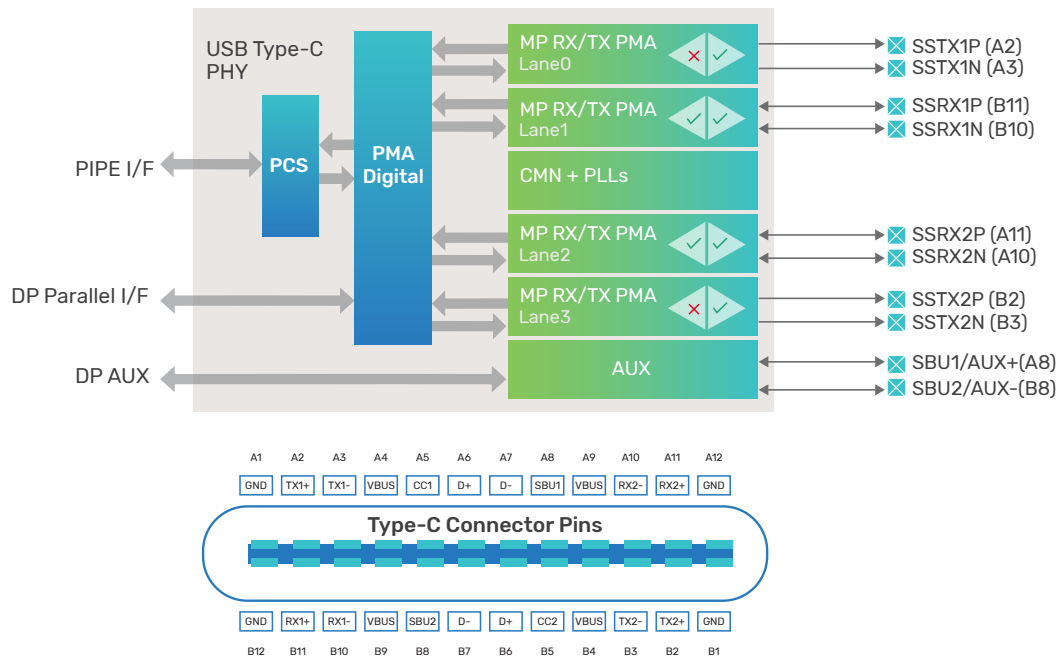 USB Type-C
PHY
PIPE I/F
DP Parallel I/F
DP AUX
PCS
PMA
Digital
MP RX/TX PMA
Lane0
MP RX/TX PMA
Lane1
CMN + PLLs
MP RX/TX PMA
Lane2
MP RX/TX PMA
Lane3
AUX
SSTX1P (A2)
SSTX1N (A3)
SSRX1P (B11)
SSRX1N (B10)
SSRX2P (A11)
SSRX2N (A10)
SSTX2P (B2)
SSTX2N (B3)
SBU1/AUX+(A8)
SBU2/AUX-(B8)
A1 A2 A3 A4 A5 A6 A7 A8 A9 A10 A11 A12
GND TX1+ TX1- VBUS CC1 D+ D- SBU1 VBUS RX2- RX2+ GND
Type-C Connector Pins
GND RX1+ RX1- VBUS SBU2 D- D+ CC2 VBUS TX2- TX2+ GND
B12 B11 B10 B9 B8 B7 B6 B5 B4 B3 B2 B1